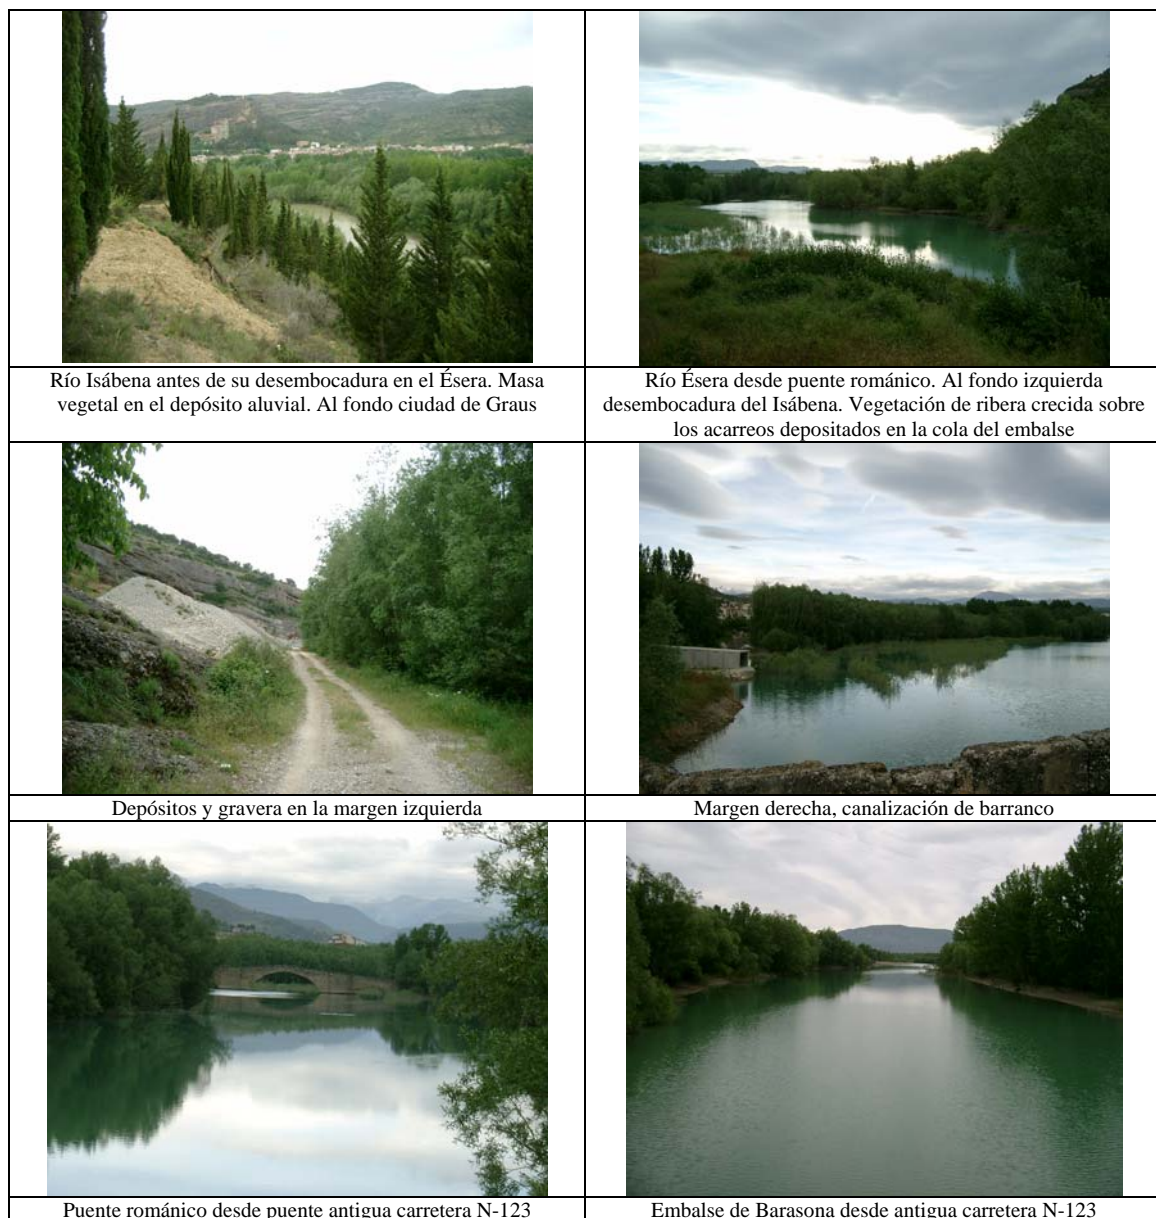 Río Isábena antes de su desembocadura en el Ésera. Masa
vegetal en el depósito aluvial. Al fondo ciudad de Graus
Río Ésera desde puente románico. Al fondo izquierda
desembocadura del Isábena. Vegetación de ribera crecida sobre
los acarreos depositados en la cola del embalse
Depósitos y gravera en la margen izquierda
Margen derecha, canalización de barranco
Puente románico desde puente antigua carretera N-123
Embalse de Barasona desde antigua carretera N-123